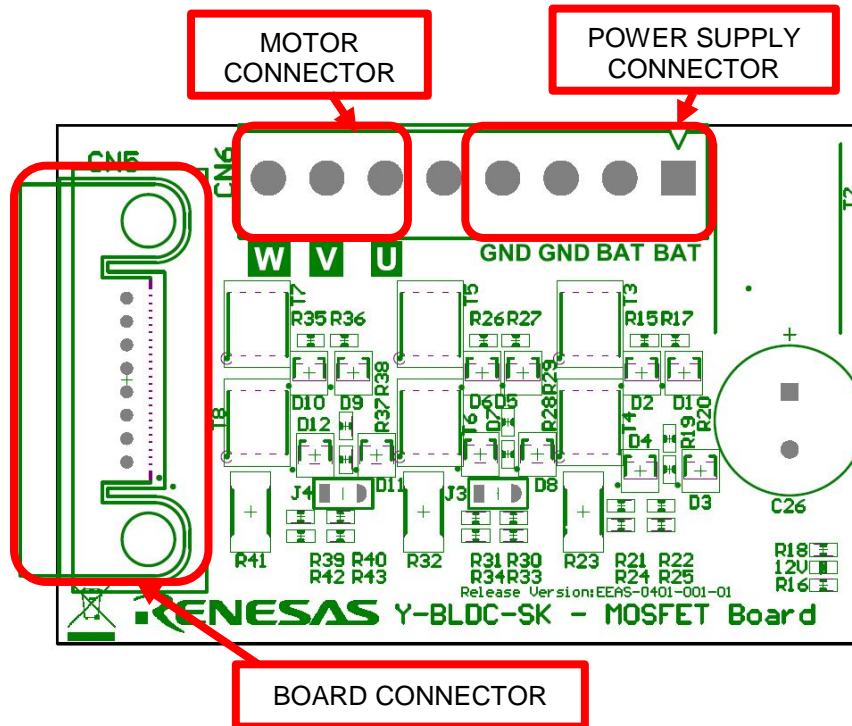 MOTOR
CONNECTOR
POWER SUPPLY
CONNECTOR
CN5
CN6
T2
W V U
GND GND BAT BAT
T7 T5 T3
R35 R36 R26 R27 R15 R17
R38 R29
D10 D9 D6 D5 D2 D1
R20
T8 D12 R37 T6 D7 R28 T4 D4 R19
J4 D11 J3 D8 D3
C26
R41 R39 R40 R32 R31 R30 R23 R21 R22
R42 R43 R34 R33 R24 R25
R18
12V
R16
Release Version:EEAS-0401-001-01
RENESAS Y-BLDC-SK - MOSFET Board
BOARD CONNECTOR